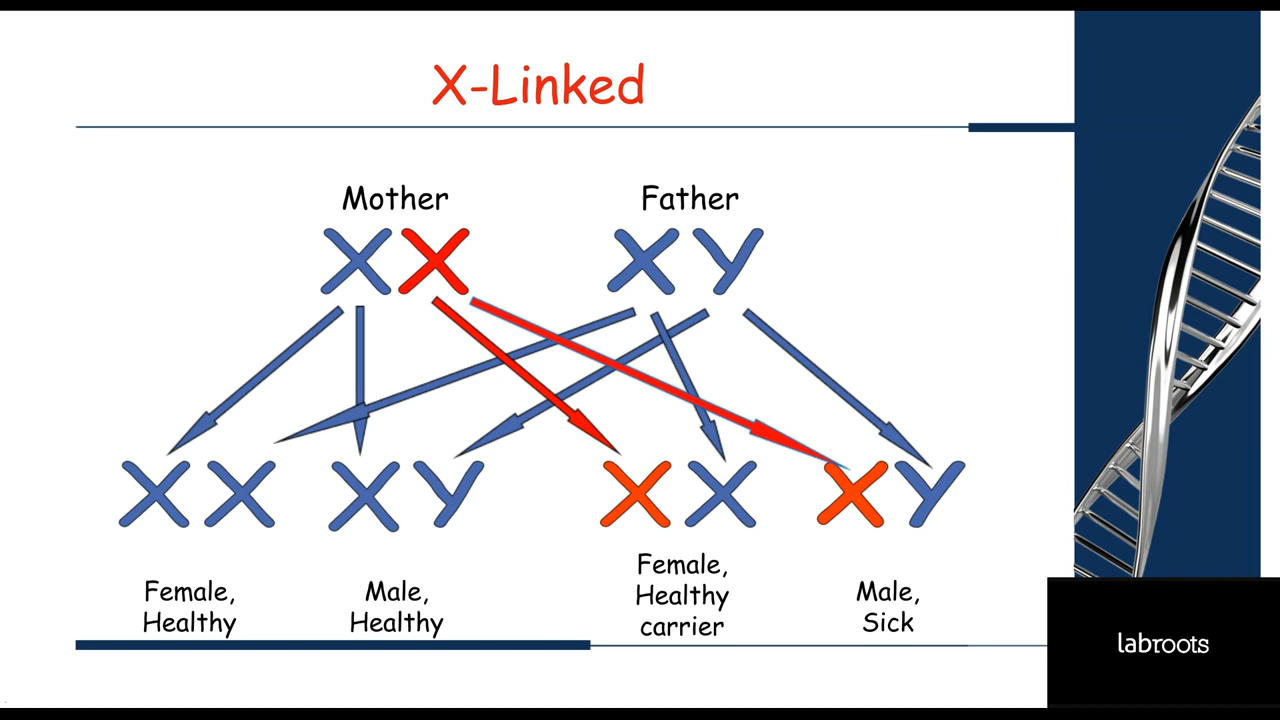 X-Linked
Mother
Father
X X
X Y
X X
X Y
X X
X Y
Female,
Healthy
Male,
Healthy
Female,
Healthy
carrier
Male,
Sick
labroots